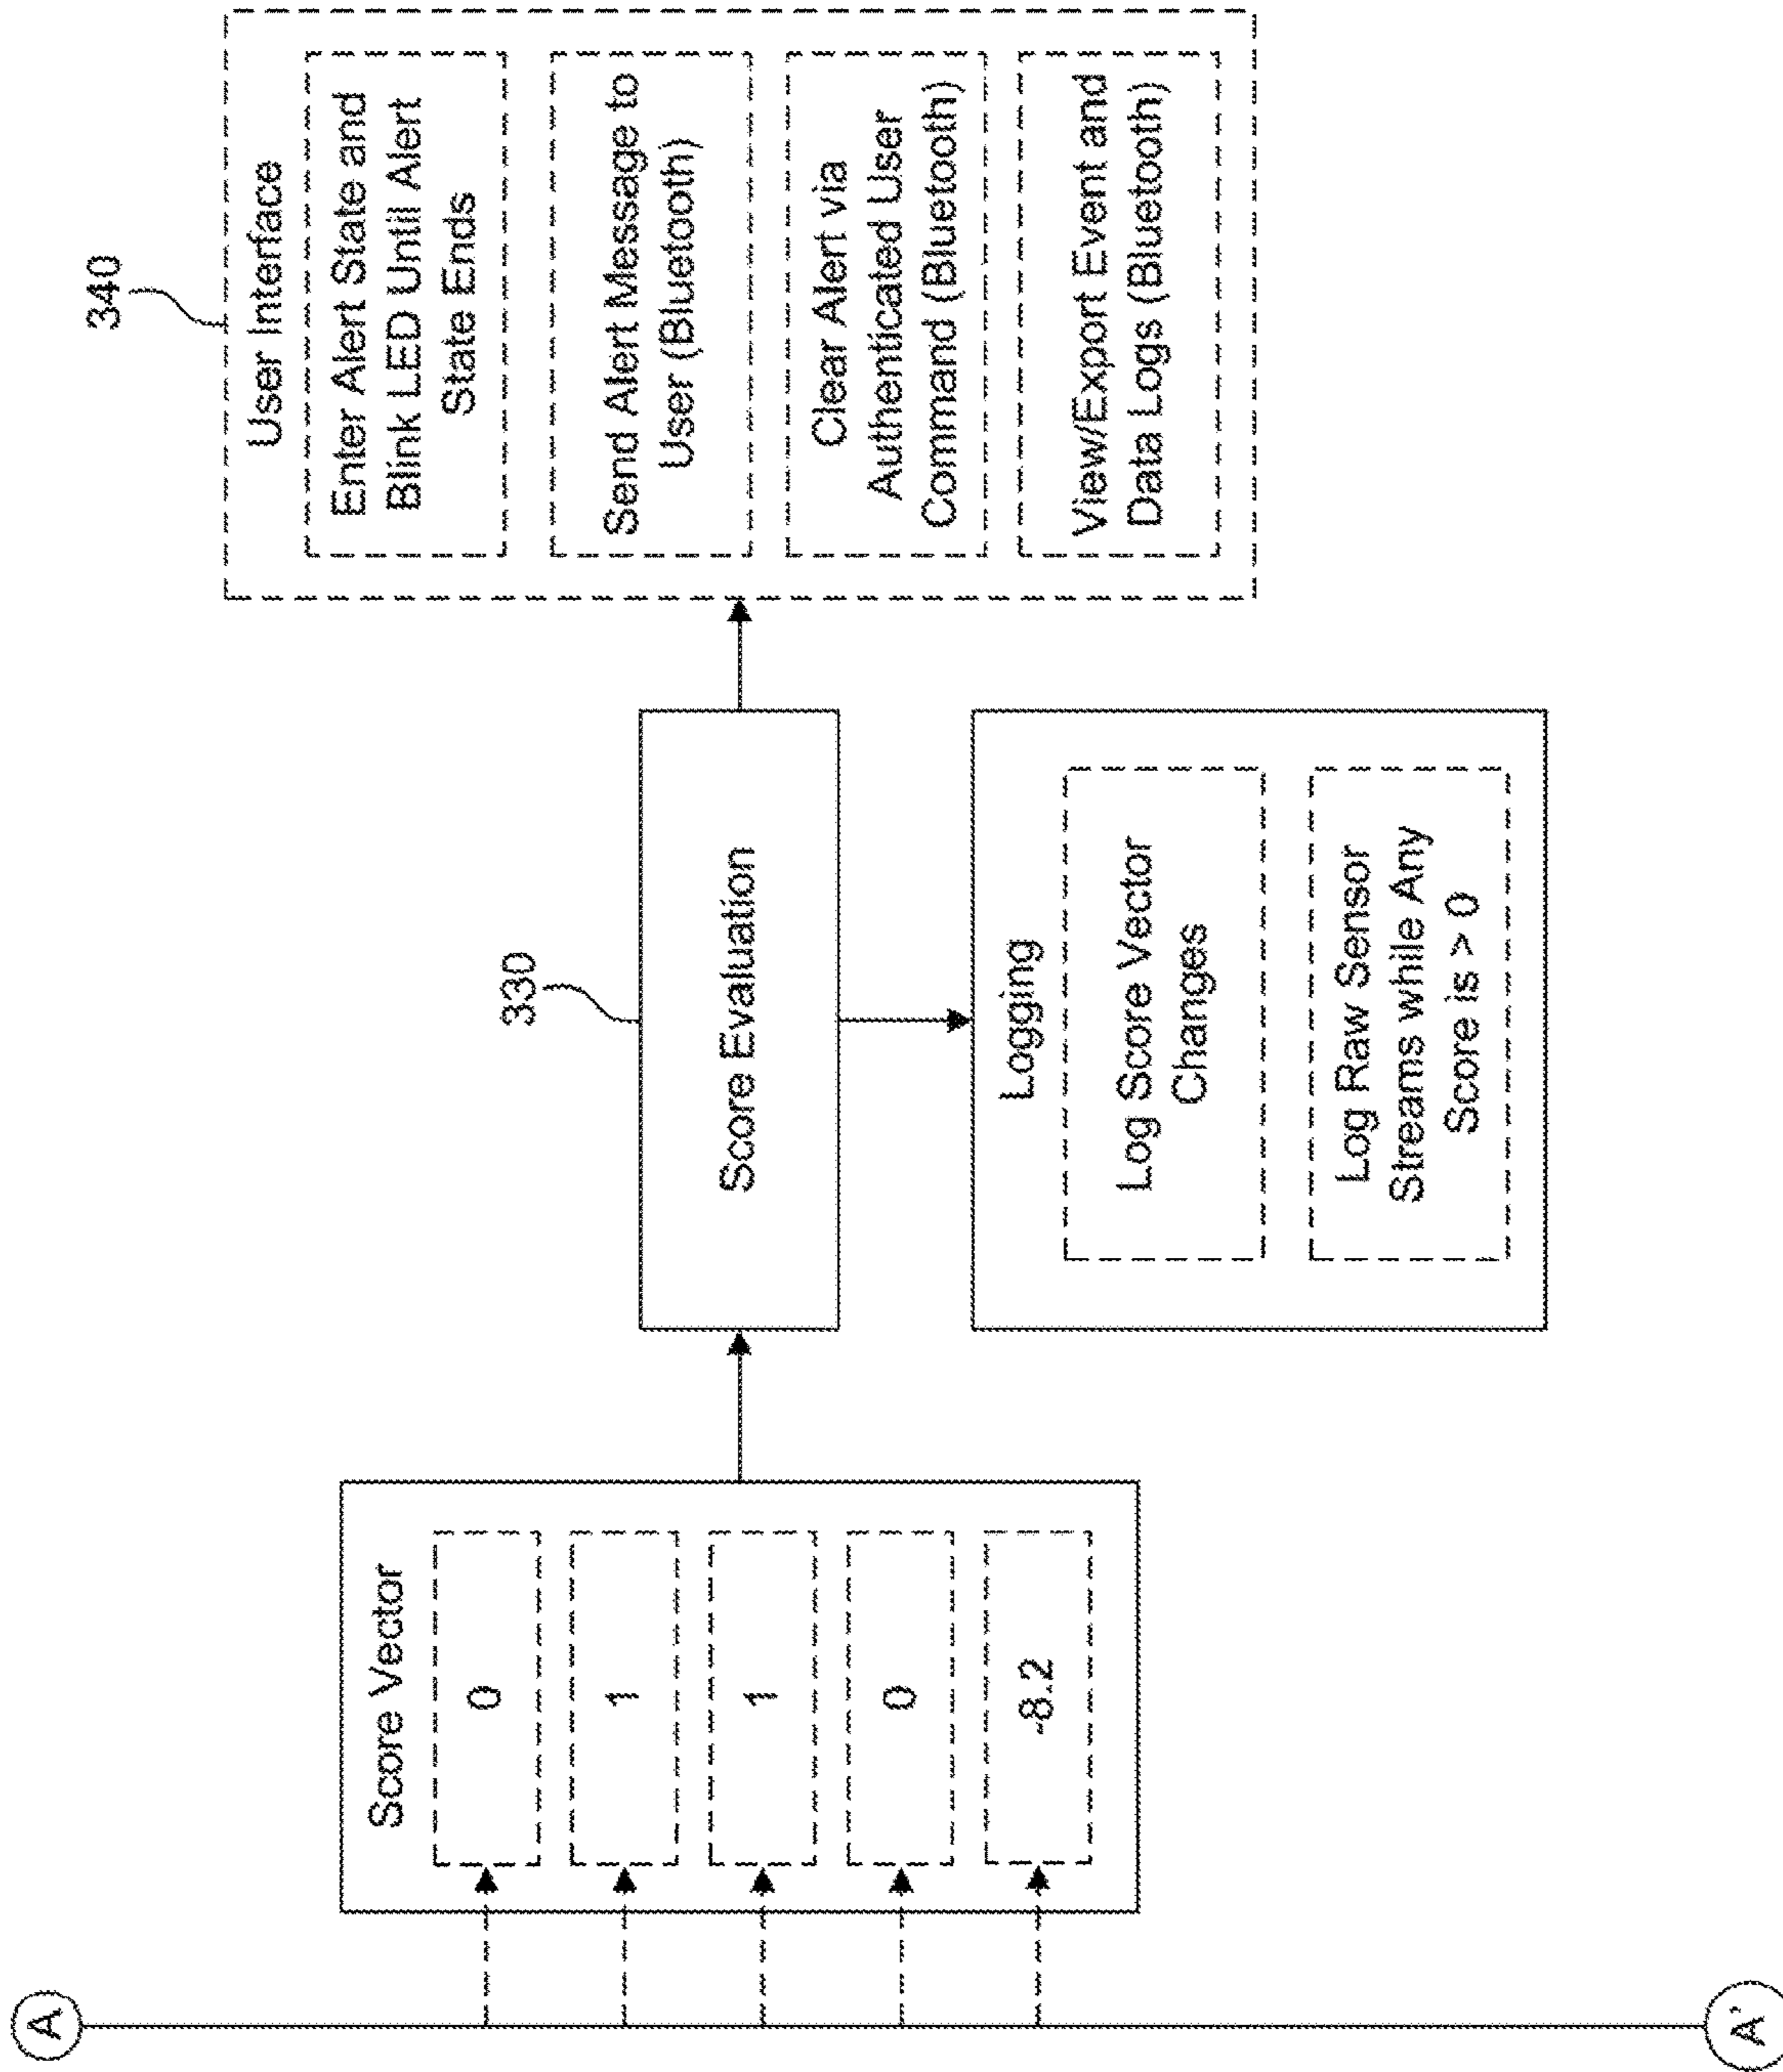 A
A'
Score Vector
0
1
1
0
-8.2
330
Score Evaluation
Logging
Log Score Vector
Changes
Log Raw Sensor
Streams while Any
Score is > 0
340
User Interface
Enter Alert State and
Blink LED Until Alert
State Ends
Send Alert Message to
User (Bluetooth)
Clear Alert via
Authenticated User
Command (Bluetooth)
View/Export Event and
Data Logs (Bluetooth)